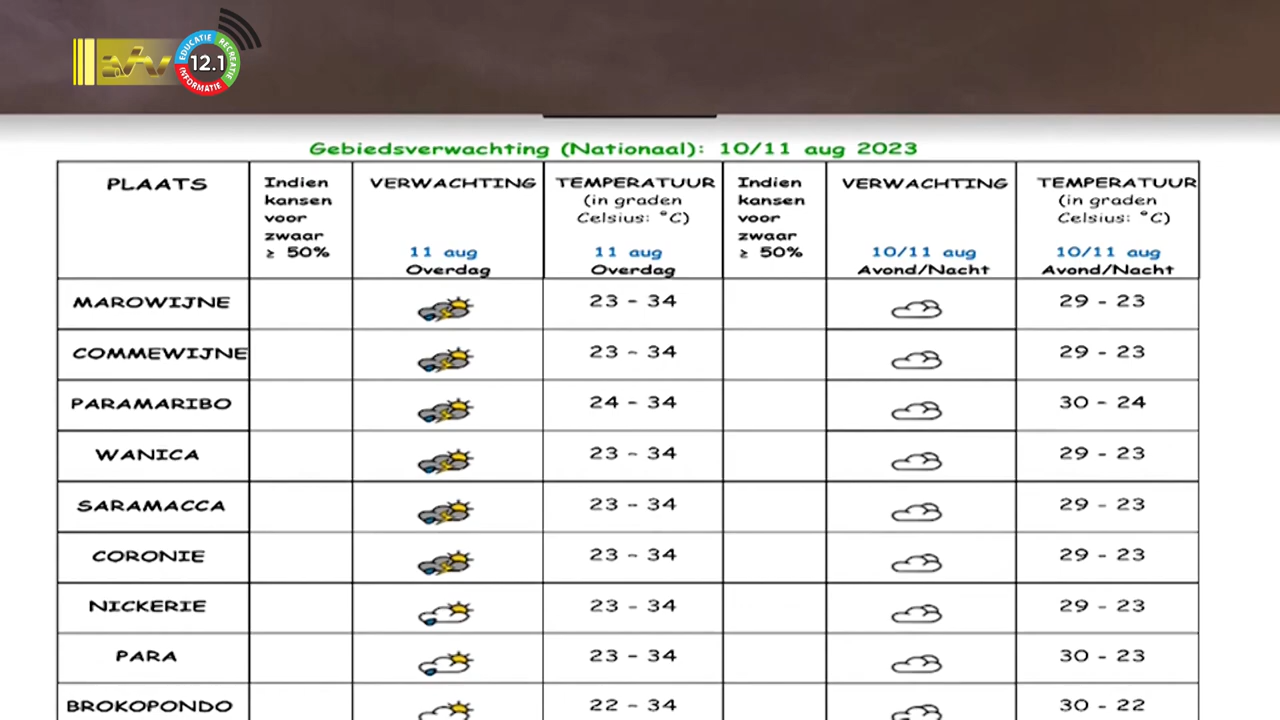 EDUCATIE
RECREATIE
INFORMATIE
12.1
Gebiedsverwachting (Nationaal): 10/11 aug 2023
PLAATS
Indien
kansen
voor
zwaar
≥ 50%
VERWACHTING
11 aug
Overdag
TEMPERATUUR
(in graden
Celsius: °C)
11 aug
Overdag
Indien
kansen
voor
zwaar
≥ 50%
VERWACHTING
10/11 aug
Avond/Nacht
TEMPERATUUR
(in graden
Celsius: °C)
10/11 aug
Avond/Nacht
MAROWIJNE 23 - 34 29 - 23
COMMEWIJNE 23 - 34 29 - 23
PARAMARIBO 24 - 34 30 - 24
WANICA 23 - 34 29 - 23
SARAMACCA 23 - 34 29 - 23
CORONIE 23 - 34 29 - 23
NICKERIE 23 - 34 29 - 23
PARA 23 - 34 30 - 23
BROKOPONDO 22 - 34 30 - 22